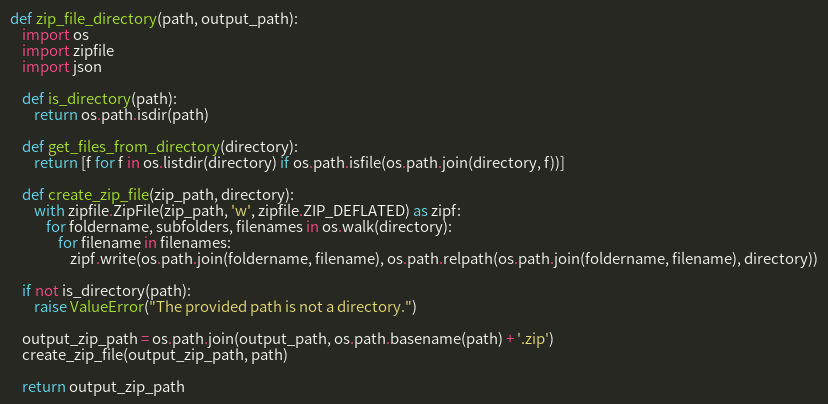 def zip_file_directory(path, output_path):
    import os
    import zipfile
    import json

    def is_directory(path):
        return os.path.isdir(path)

    def get_files_from_directory(directory):
        return [f for f in os.listdir(directory) if os.path.isfile(os.path.join(directory, f))]

    def create_zip_file(zip_path, directory):
        with zipfile.ZipFile(zip_path, 'w', zipfile.ZIP_DEFLATED) as zipf:
            for foldername, subfolders, filenames in os.walk(directory):
                for filename in filenames:
                    zipf.write(os.path.join(foldername, filename), os.path.relpath(os.path.join(foldername, filename), directory))

    if not is_directory(path):
        raise ValueError("The provided path is not a directory.")

    output_zip_path = os.path.join(output_path, os.path.basename(path) + '.zip')
    create_zip_file(output_zip_path, path)

    return output_zip_path